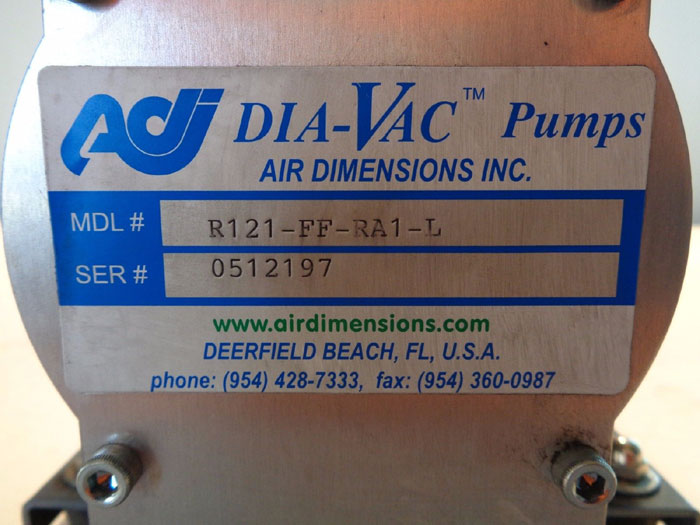 ADI DIA-VAC™ Pumps
AIR DIMENSIONS INC.
MDL # R121-FF-RA1-L
SER # 0512197
www.airdimensions.com
DEERFIELD BEACH, FL, U.S.A.
phone: (954) 428-7333, fax: (954) 360-0987